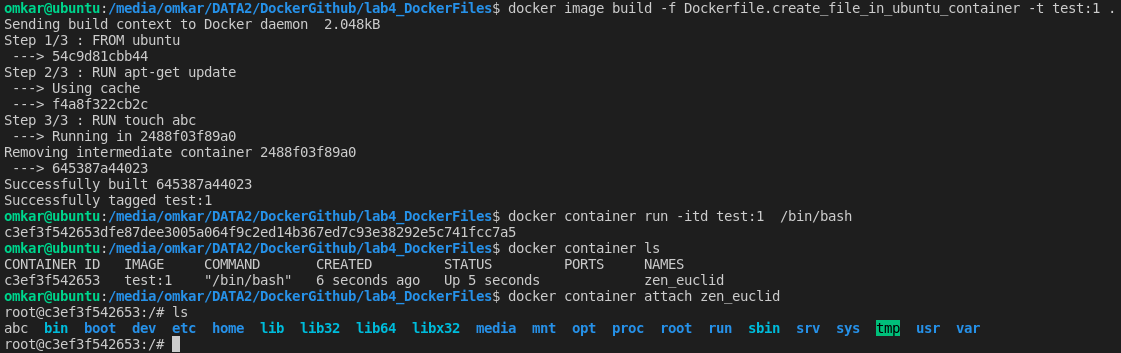 omkar@ubuntu:/media/omkar/DATA2/DockerGithub/lab4_DockerFiles$ docker image build -f Dockerfile.create_file_in_ubuntu_container -t test:1 .
Sending build context to Docker daemon  2.048kB
Step 1/3 : FROM ubuntu
 ---> 54c9d81cbb44
Step 2/3 : RUN apt-get update
 ---> Using cache
 ---> f4a8f322cb2c
Step 3/3 : RUN touch abc
 ---> Running in 2488f03f89a0
Removing intermediate container 2488f03f89a0
 ---> 645387a44023
Successfully built 645387a44023
Successfully tagged test:1
omkar@ubuntu:/media/omkar/DATA2/DockerGithub/lab4_DockerFiles$ docker container run -itd test:1  /bin/bash
c3ef3f542653dfe87dee3005a064f9c2ed14b367ed7c93e38292e5c741fcc7a5
omkar@ubuntu:/media/omkar/DATA2/DockerGithub/lab4_DockerFiles$ docker container ls
CONTAINER ID   IMAGE     COMMAND       CREATED         STATUS         PORTS     NAMES
c3ef3f542653   test:1    "/bin/bash"   6 seconds ago   Up 5 seconds             zen_euclid
omkar@ubuntu:/media/omkar/DATA2/DockerGithub/lab4_DockerFiles$ docker container attach zen_euclid
root@c3ef3f542653:/# ls
abc  bin  boot  dev  etc  home  lib  lib32  lib64  libx32  media  mnt  opt  proc  root  run  sbin  srv  sys  tmp  usr  var
root@c3ef3f542653:/#